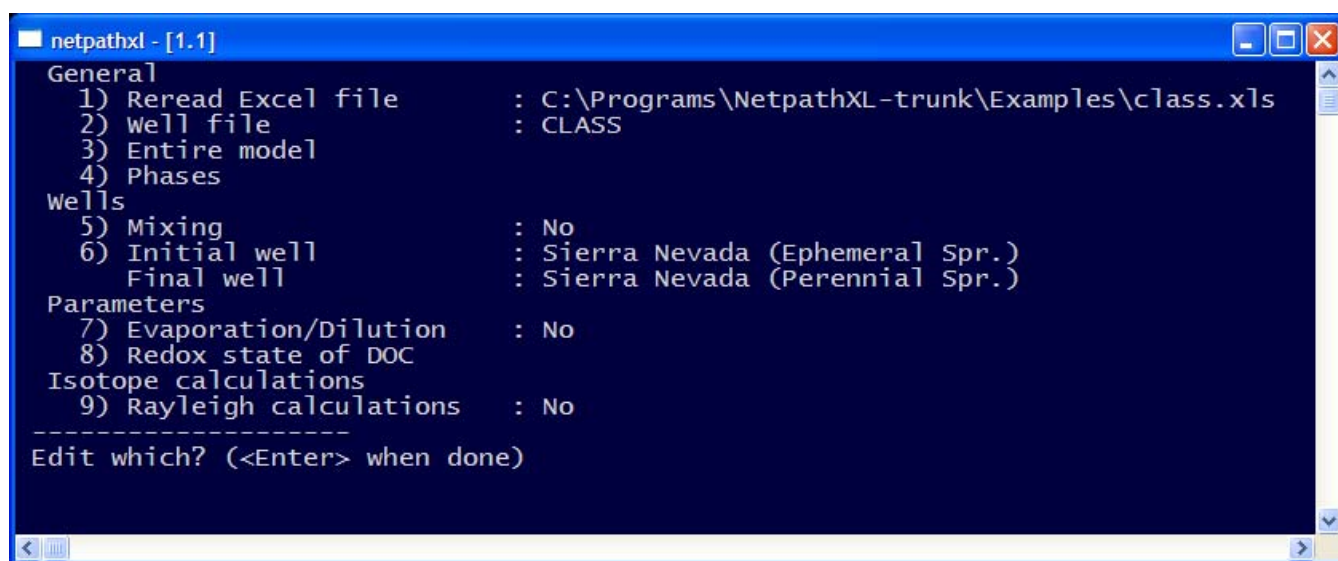 netpathxl - [1.1]
General
1) Reread Excel file : C:\Programs\NetpathXL-trunk\Examples\class.xls
2) Well file : CLASS
3) Entire model
4) Phases
Wells
5) Mixing : No
6) Initial well : Sierra Nevada (Ephemeral Spr.)
Final well : Sierra Nevada (Perennial Spr.)
Parameters
7) Evaporation/Dilution : No
8) Redox state of DOC
Isotope calculations
9) Rayleigh calculations : No
--------------------
Edit which? (<Enter> when done)